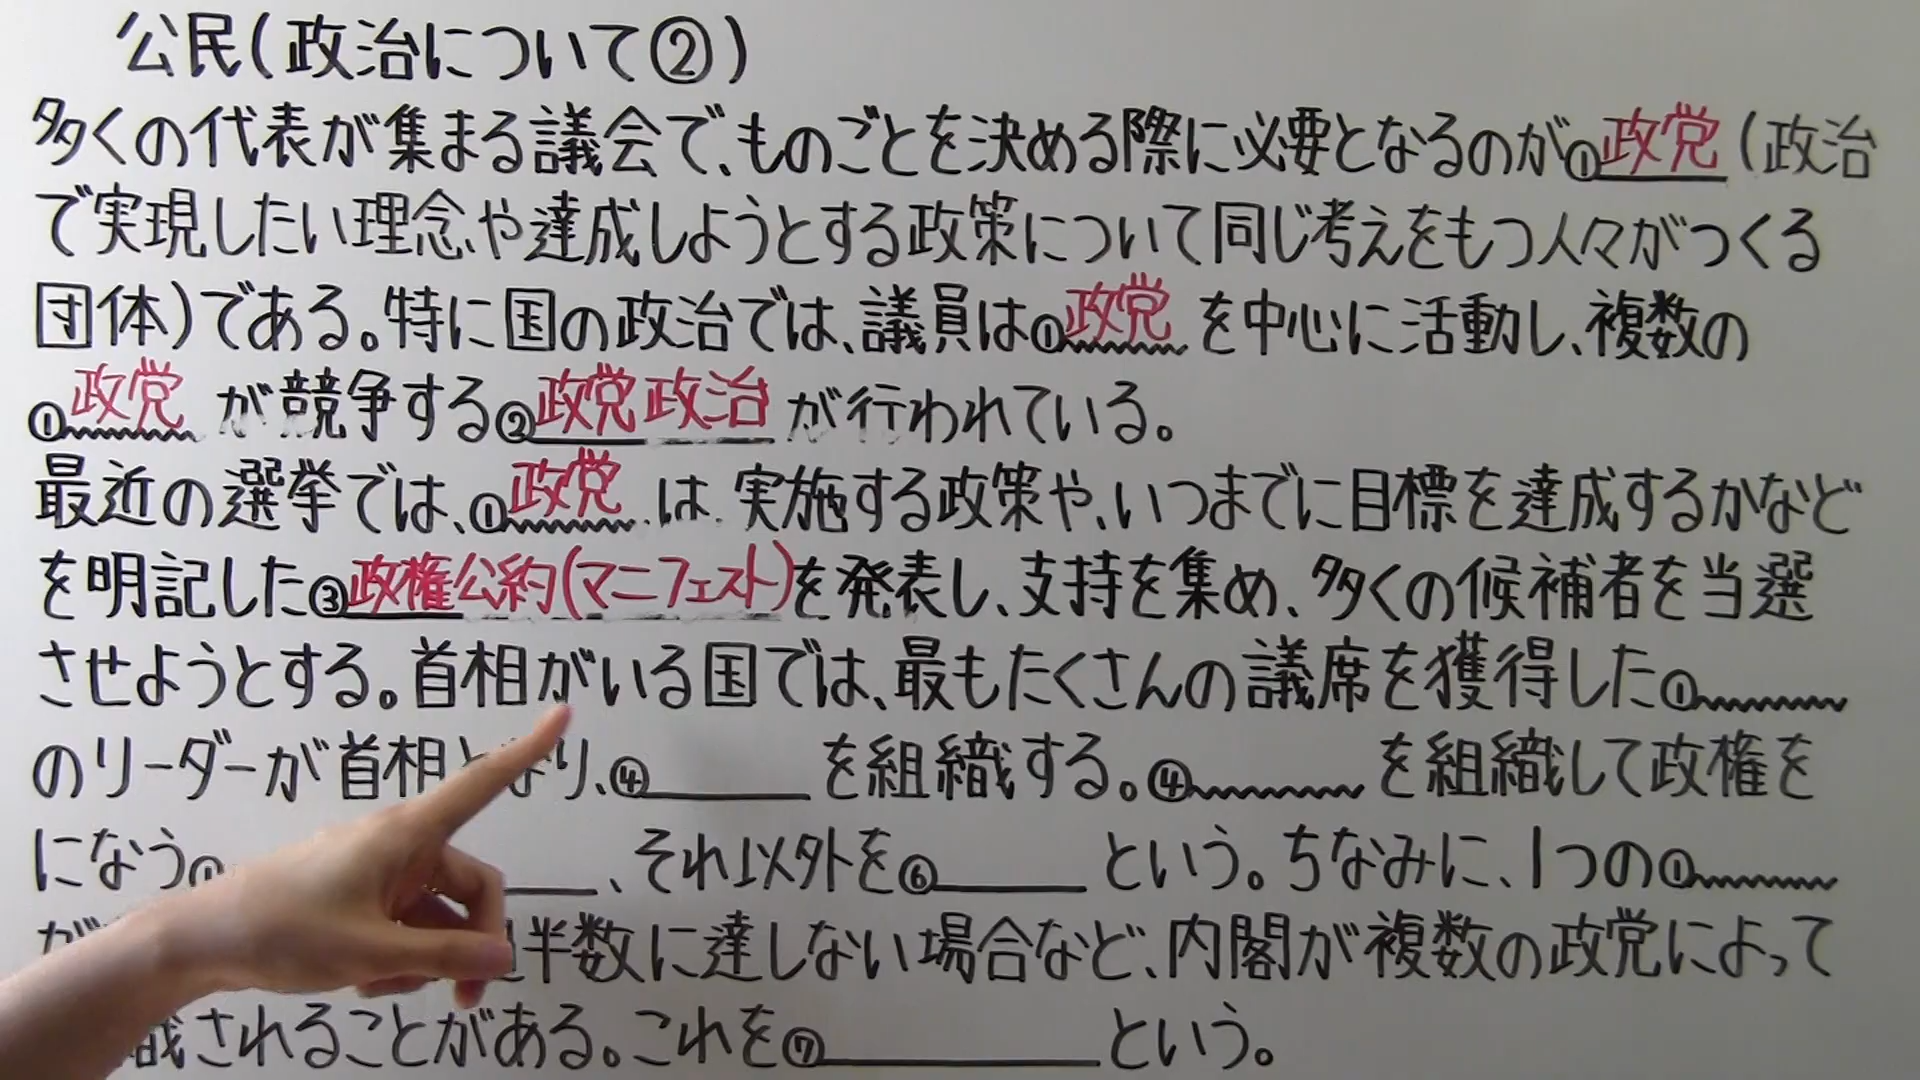 公民(政治について②)
多くの代表が集まる議会で、ものごとを決める際に必要となるのが①政党(政治
で実現したい理念や達成しようとする政策について同じ考えをもつ人々がつくる
団体)である。特に国の政治では、議員は①政党を中心に活動し、複数の
①政党が競争する②政党政治が行われている。
最近の選挙では、①政党は実施する政策や、いつまでに目標を達成するかなど
を明記した③政権公約(マニフェスト)を発表し、支持を集め、多くの候補者を当選
させようとする。首相がいる国では、最もたくさんの議席を獲得した①
のリーダーが首相となり、④を組織する。④を組織して政権を
になう 、それ以外を⑥という。ちなみに、1つの①
が 半数に達しない場合など、内閣が複数の政党によって
織されることがある。これを⑦という。